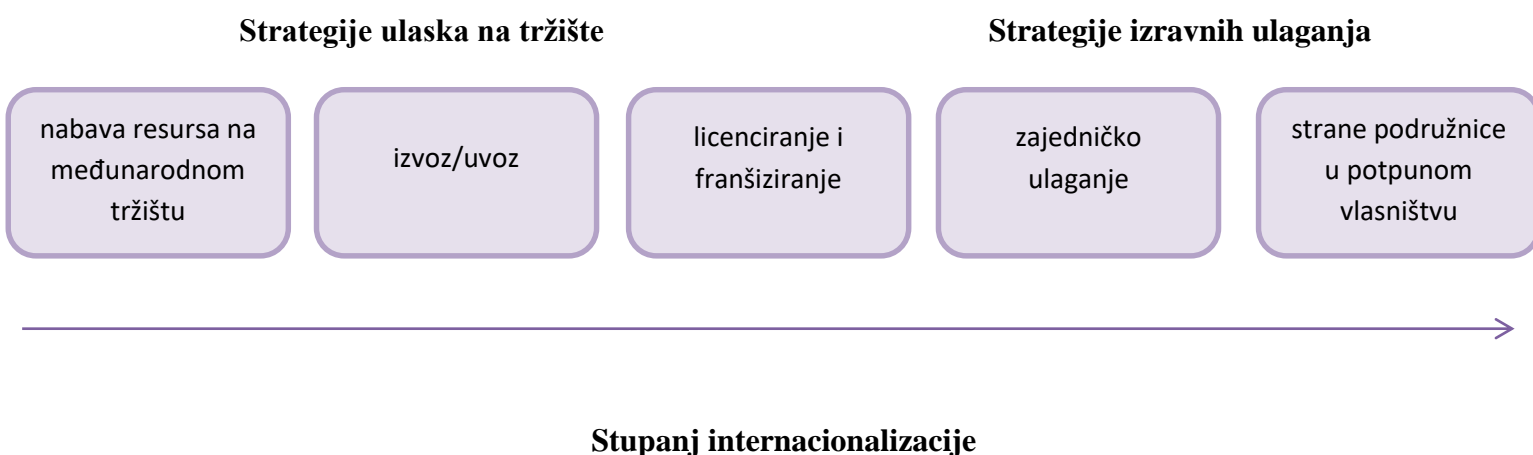 Strategije ulaska na tržište
Strategije izravnih ulaganja
nabava resursa na
međunarodnom
tržištu
izvoz/uvoz
licenciranje i
franšiziranje
zajedničko
ulaganje
strane podružnice
u potpunom
vlasništvu
Stupanj internacionalizacije